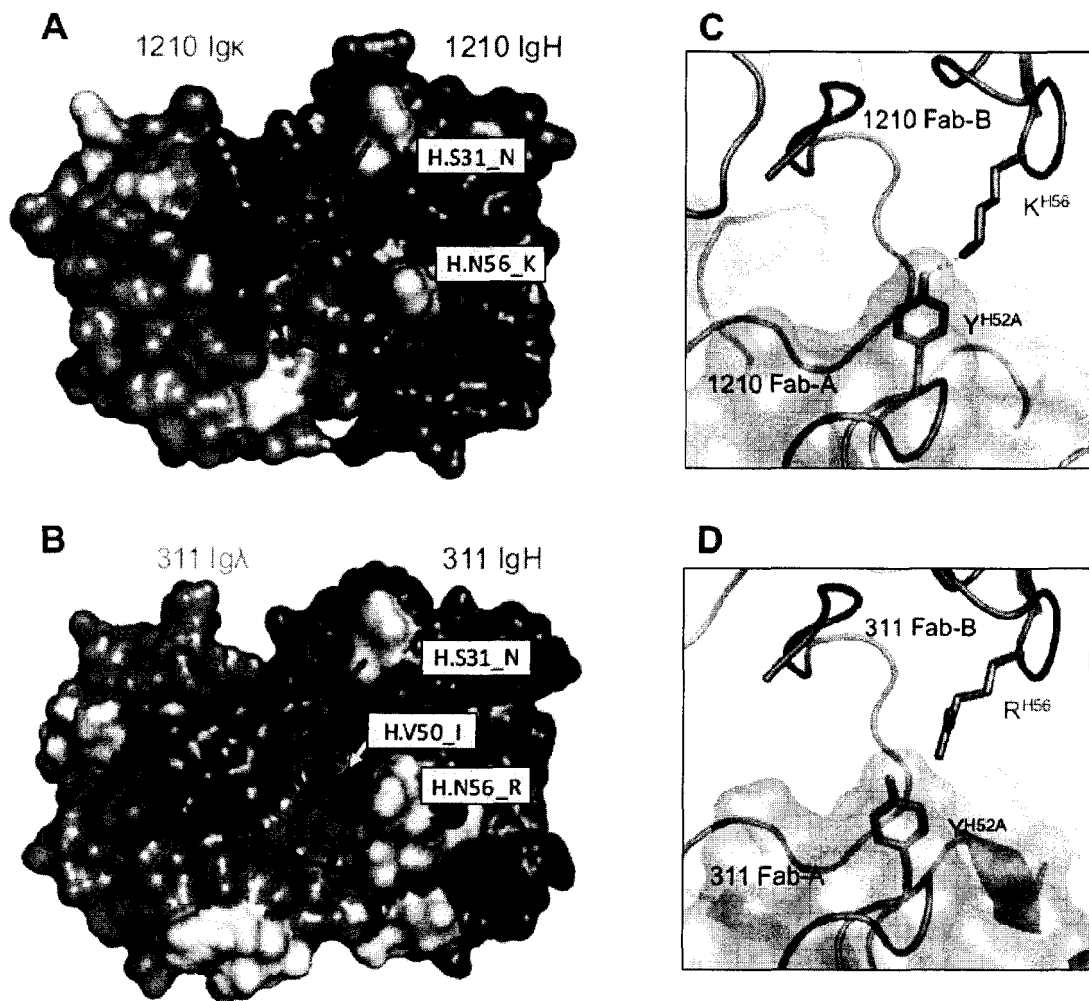 A
1210 Igκ
1210 IgH
H.S31_N
H.N56_K
B
311 Igλ
311 IgH
H.S31_N
H.V50_I
H.N56_R
C
1210 Fab-B
K^H56
Y^H52A
1210 Fab-A
D
311 Fab-B
R^H56
Y^H52A
311 Fab-A